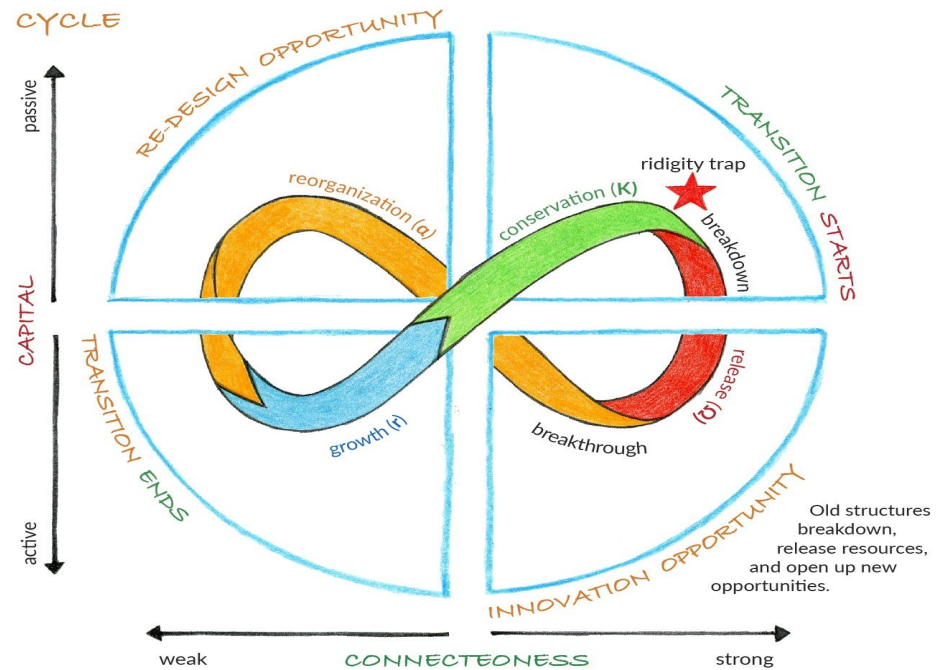 CYCLE
RE-DESIGN OPPORTUNITY
TRANSITION STARTS
passive
ridigity trap
reorganization (α)
conservation (K)
breakdown
CAPITAL
TRANSITION ENDS
release (Ω)
growth (r)
breakthrough
active
INNOVATION OPPORTUNITY
Old structures
breakdown,
release resources,
and open up new
opportunities.
weak
CONNECTEONESS
strong